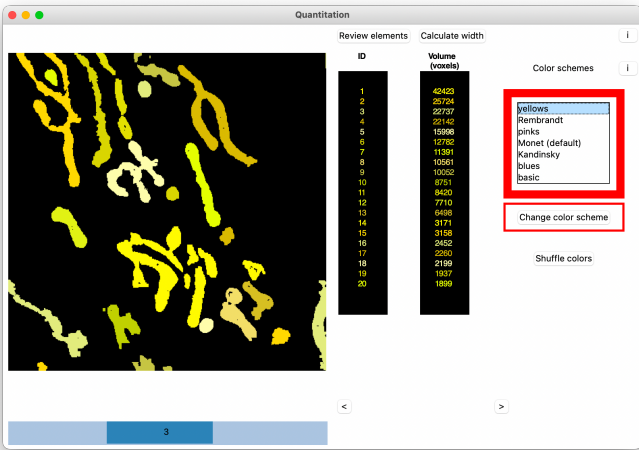 Quantitation
Review elements
Calculate width
i
ID
Volume
(voxels)
Color schemes
i
1 42423
2 25724
3 22737
4 22142
5 15998
6 12782
7 11391
8 10561
9 10052
10 8751
11 8420
12 7710
13 6498
14 3171
15 3158
16 2452
17 2260
18 2199
19 1937
20 1899
yellows
Rembrandt
pinks
Monet (default)
Kandinsky
blues
basic
Change color scheme
Shuffle colors
<
>
3